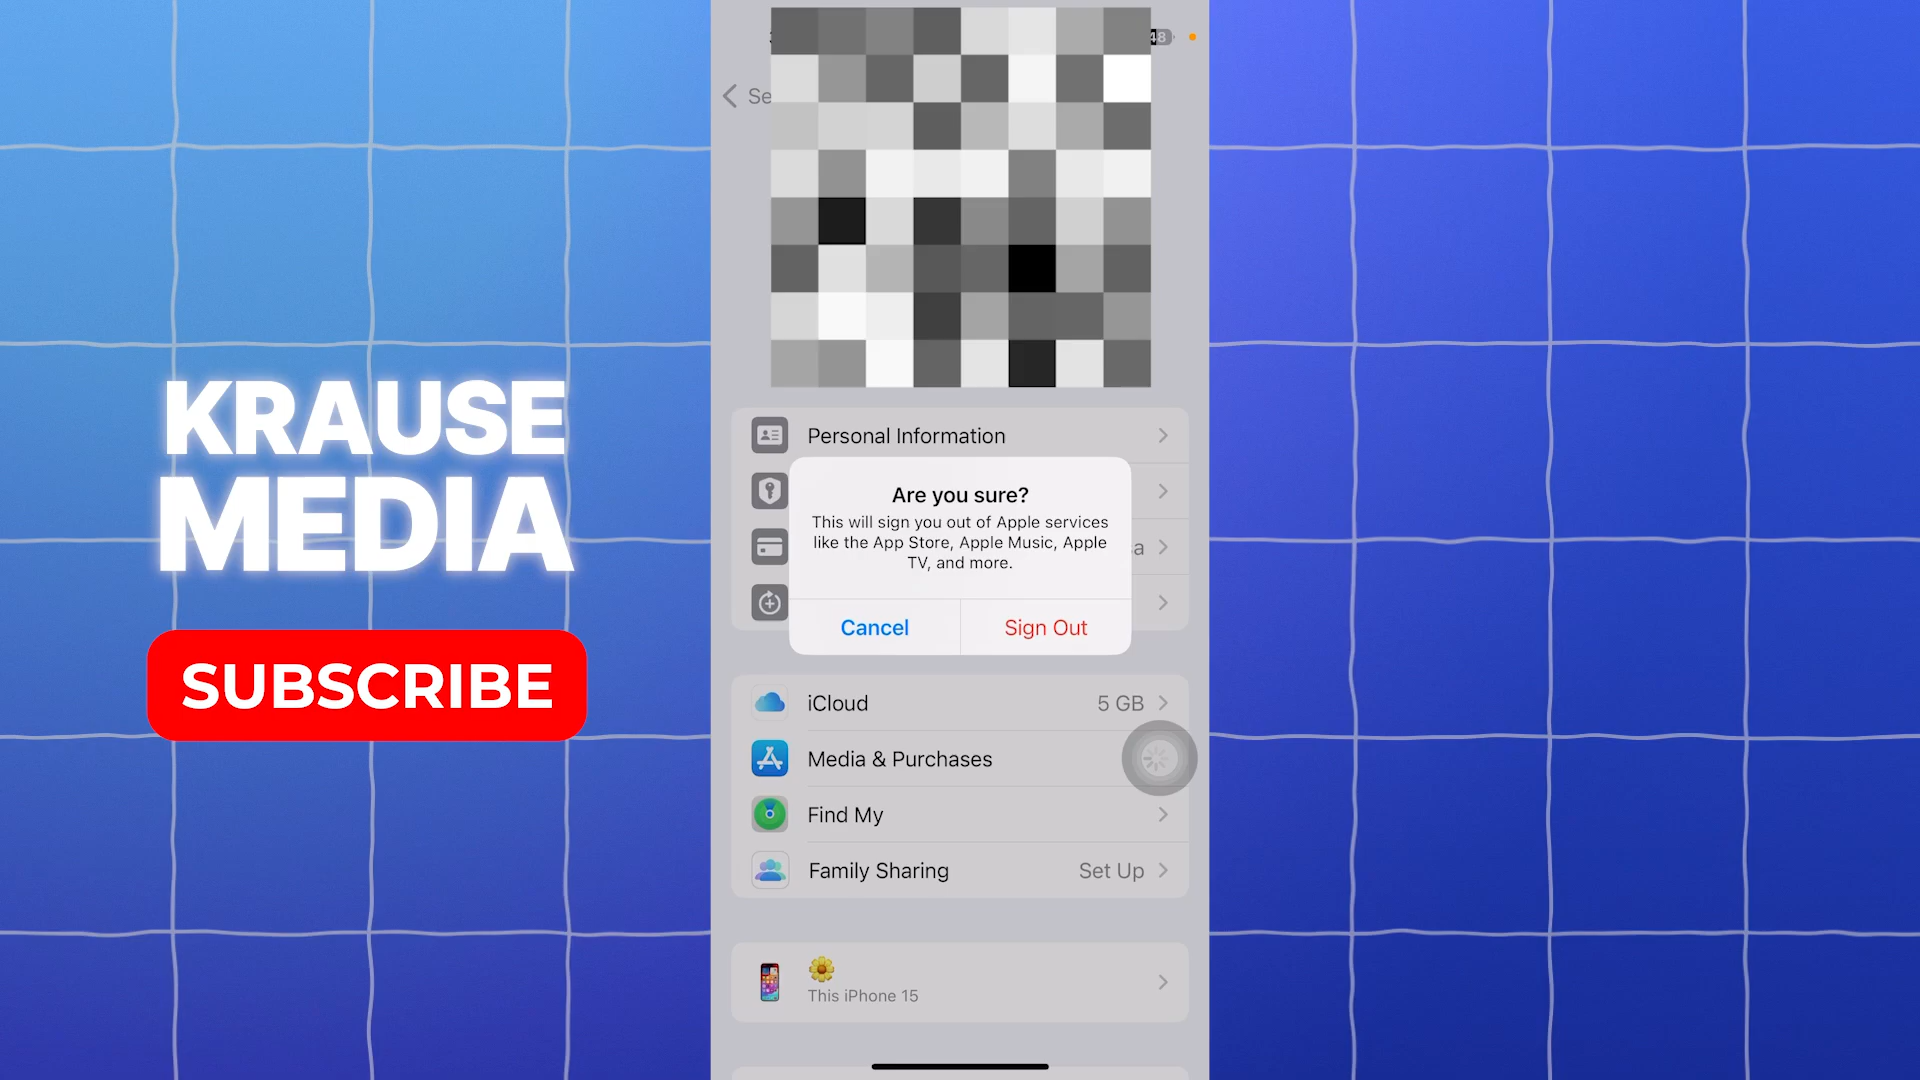 KRAUSE
MEDIA
SUBSCRIBE
48
Personal Information
Are you sure?
This will sign you out of Apple services
like the App Store, Apple Music, Apple
TV, and more.
Cancel
Sign Out
iCloud
5 GB
Media & Purchases
Find My
Family Sharing
Set Up
This iPhone 15